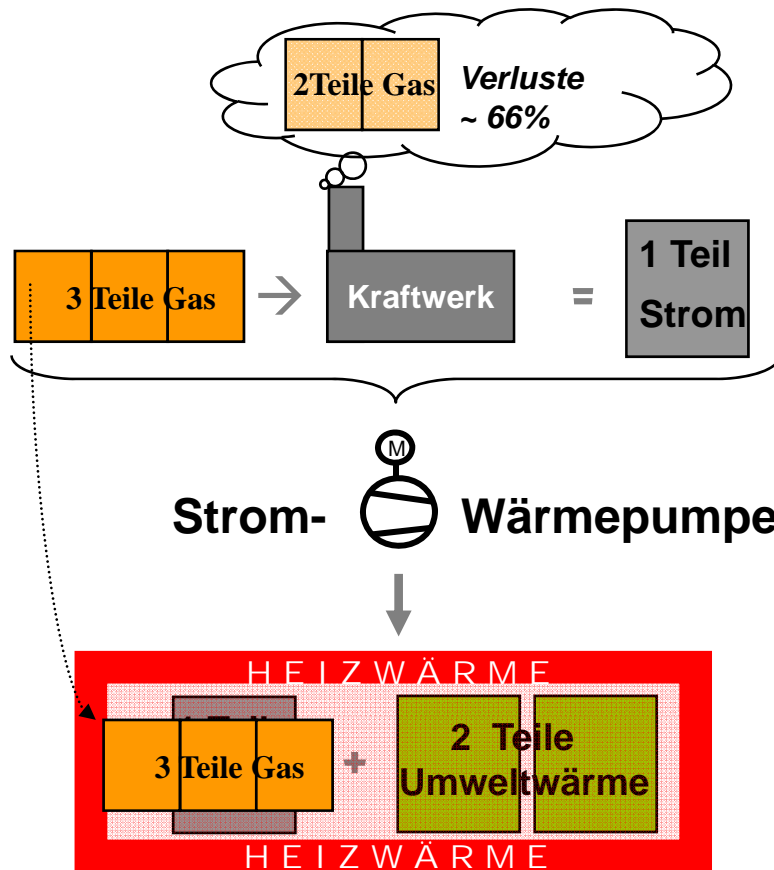 2Teile Gas
Verluste
~ 66%
3 Teile Gas
Kraftwerk
=
1 Teil
Strom
M
Strom-
Wärmepumpe
HEIZWÄRME
3 Teile Gas
+
2 Teile
Umweltwärme
HEIZWÄRME